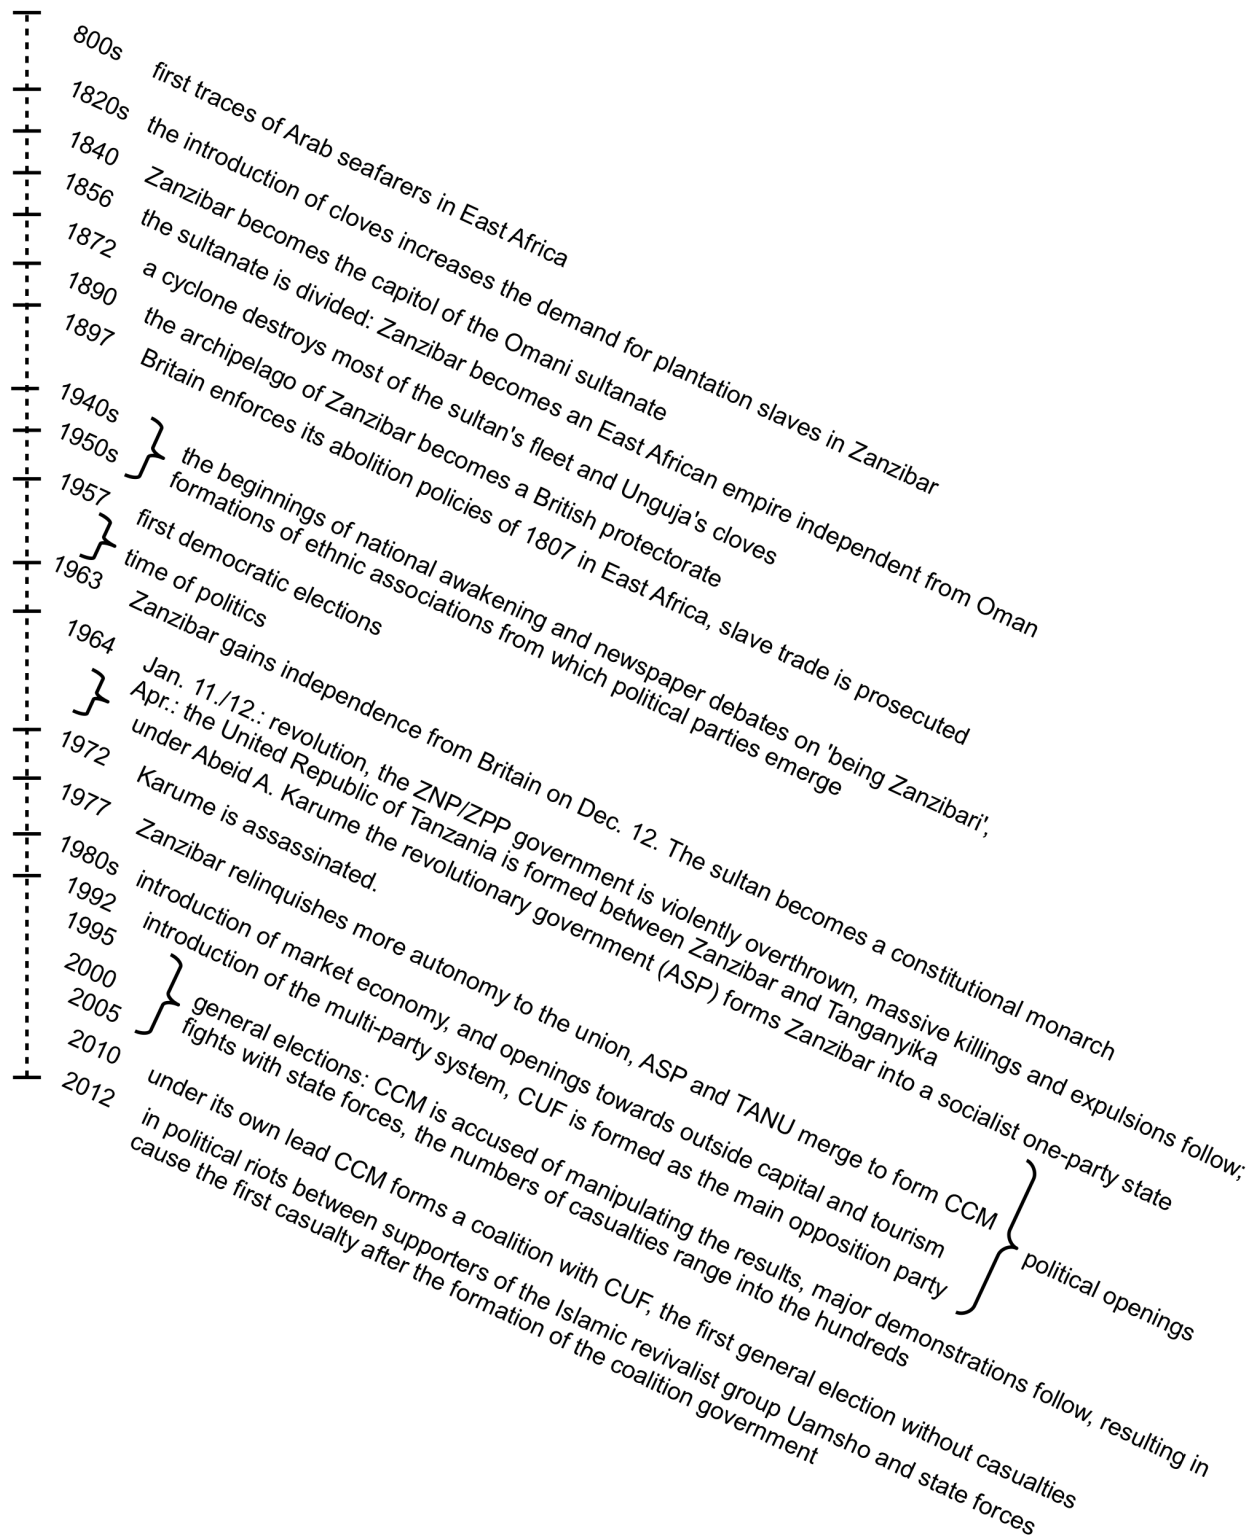 800s first traces of Arab seafarers in East Africa
1820s the introduction of cloves increases the demand for plantation slaves in Zanzibar
1840 Zanzibar becomes the capitol of the Omani sultanate
1856 the sultanate is divided: Zanzibar becomes an East African empire independent from Oman
1872 a cyclone destroys most of the sultan's fleet and Unguja's cloves
1890 the archipelago of Zanzibar becomes a British protectorate
1897 Britain enforces its abolition policies of 1807 in East Africa, slave trade is prosecuted
1940s
1950s
the beginnings of national awakening and newspaper debates on 'being Zanzibari',
formations of ethnic associations from which political parties emerge
1957 first democratic elections
time of politics
1963 Zanzibar gains independence from Britain on Dec. 12. The sultan becomes a constitutional monarch
1964 Jan. 11./12.: revolution, the ZNP/ZPP government is violently overthrown, massive killings and expulsions follow;
Apr.: the United Republic of Tanzania is formed between Zanzibar and Tanganyika
under Abeid A. Karume the revolutionary government (ASP) forms Zanzibar into a socialist one-party state
1972 Karume is assassinated.
1977 Zanzibar relinquishes more autonomy to the union, ASP and TANU merge to form CCM
1980s introduction of market economy, and openings towards outside capital and tourism
1992 introduction of the multi-party system, CUF is formed as the main opposition party
political openings
1995
2000
2005
general elections: CCM is accused of manipulating the results, major demonstrations follow, resulting in
fights with state forces, the numbers of casualties range into the hundreds
2010 under its own lead CCM forms a coalition with CUF, the first general election without casualties
2012 in political riots between supporters of the Islamic revivalist group Uamsho and state forces
cause the first casualty after the formation of the coalition government